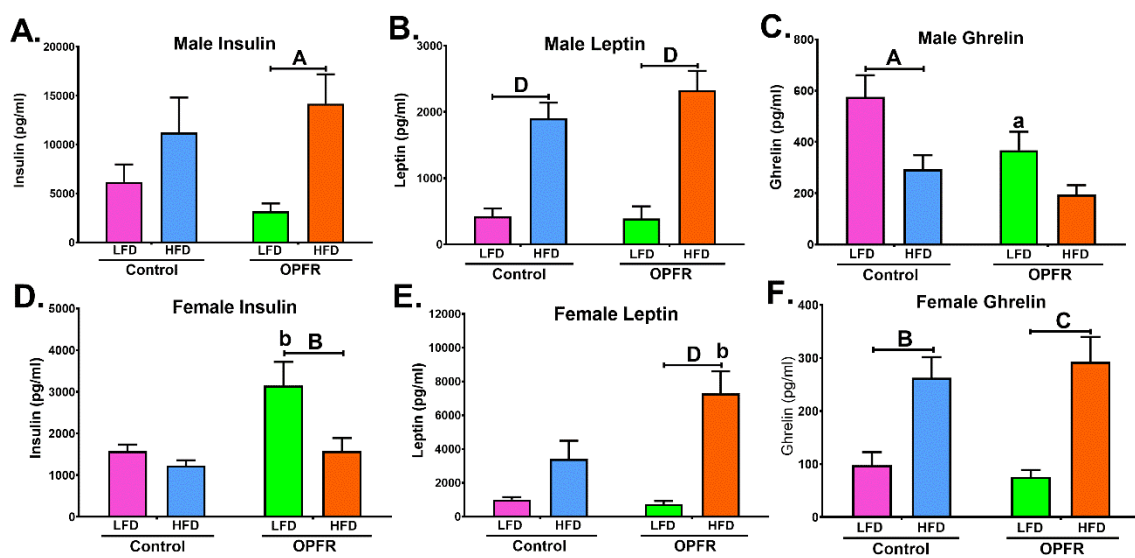 A.
Male Insulin
Insulin (pg/ml)
20000
15000
10000
5000
0
A
LFD HFD LFD HFD
Control OPFR
B.
Male Leptin
Leptin (pg/ml)
3000
2000
1000
0
D D
LFD HFD LFD HFD
Control OPFR
C.
Male Ghrelin
Ghrelin (pg/ml)
800
600
400
200
0
A a
LFD HFD LFD HFD
Control OPFR
D.
Female Insulin
Insulin (pg/ml)
5000
4000
3000
2000
1000
0
b B
LFD HFD LFD HFD
Control OPFR
E.
Female Leptin
Leptin (pg/ml)
12000
10000
8000
6000
4000
2000
0
D b
LFD HFD LFD HFD
Control OPFR
F.
Female Ghrelin
Ghrelin (pg/ml)
400
300
200
100
0
B C
LFD HFD LFD HFD
Control OPFR